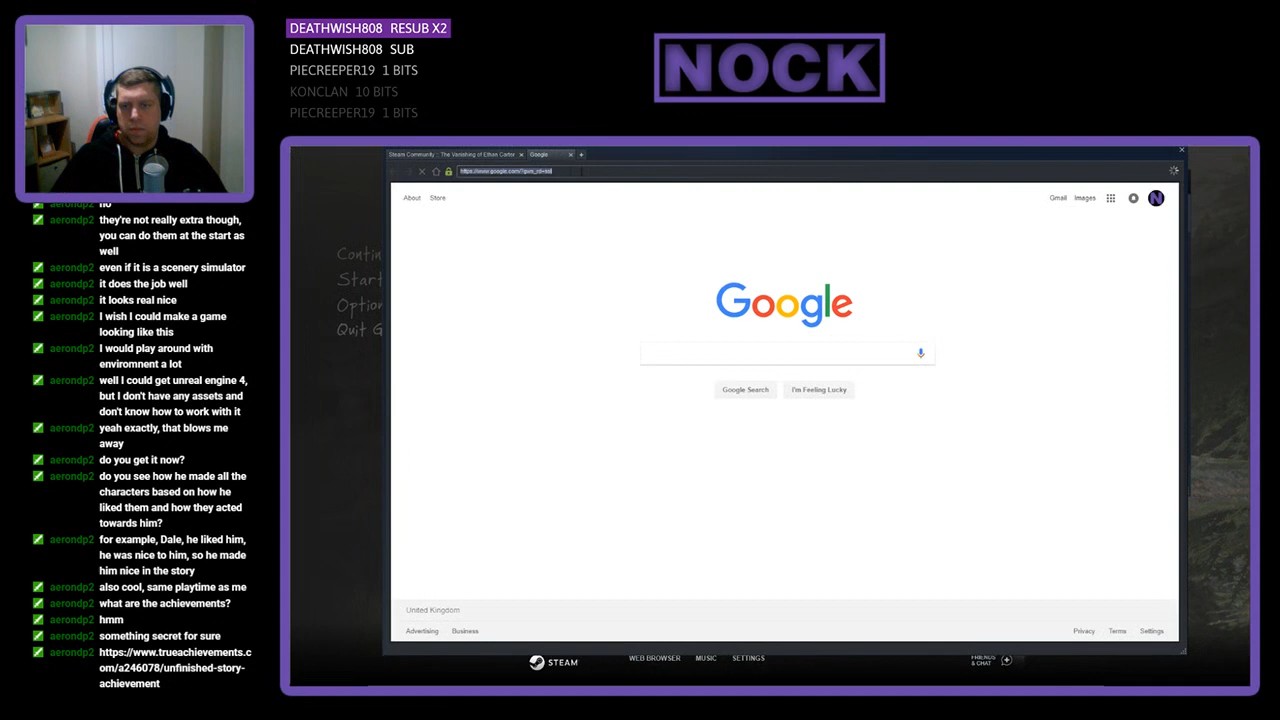 DEATHWISH808 RESUB X2
DEATHWISH808 SUB
PIECREEPER19 1 BITS
KONCLAN 10 BITS
PIECREEPER19 1 BITS
NOCK
aerondp2 no
aerondp2 they're not really extra though,
you can do them at the start as
well
aerondp2 even if it is a scenery simulator
aerondp2 it does the job well
aerondp2 it looks real nice
aerondp2 I wish I could make a game
looking like this
aerondp2 I would play around with
enviromnent a lot
aerondp2 well I could get unreal engine 4,
but I don't have any assets and
don't know how to work with it
aerondp2 yeah exactly, that blows me
away
aerondp2 do you get it now?
aerondp2 do you see how he made all the
characters based on how he
liked them and how they acted
towards him?
aerondp2 for example, Dale, he liked him,
he was nice to him, so he made
him nice in the story
aerondp2 also cool, same playtime as me
aerondp2 what are the achievements?
aerondp2 hmm
aerondp2 something secret for sure
aerondp2 https://www.trueachievements.c
om/a246078/unfinished-story-
achievement
Steam Community :: The Vanishing of Ethan Carter
Google
https://www.google.com/?gws_rd=ssl
About Store
Gmail Images
N
Google
Google Search I'm Feeling Lucky
United Kingdom
Advertising Business
Privacy Terms Settings
Contin
Start
Option
Quit G
STEAM
WEB BROWSER MUSIC SETTINGS
FRIENDS
& CHAT